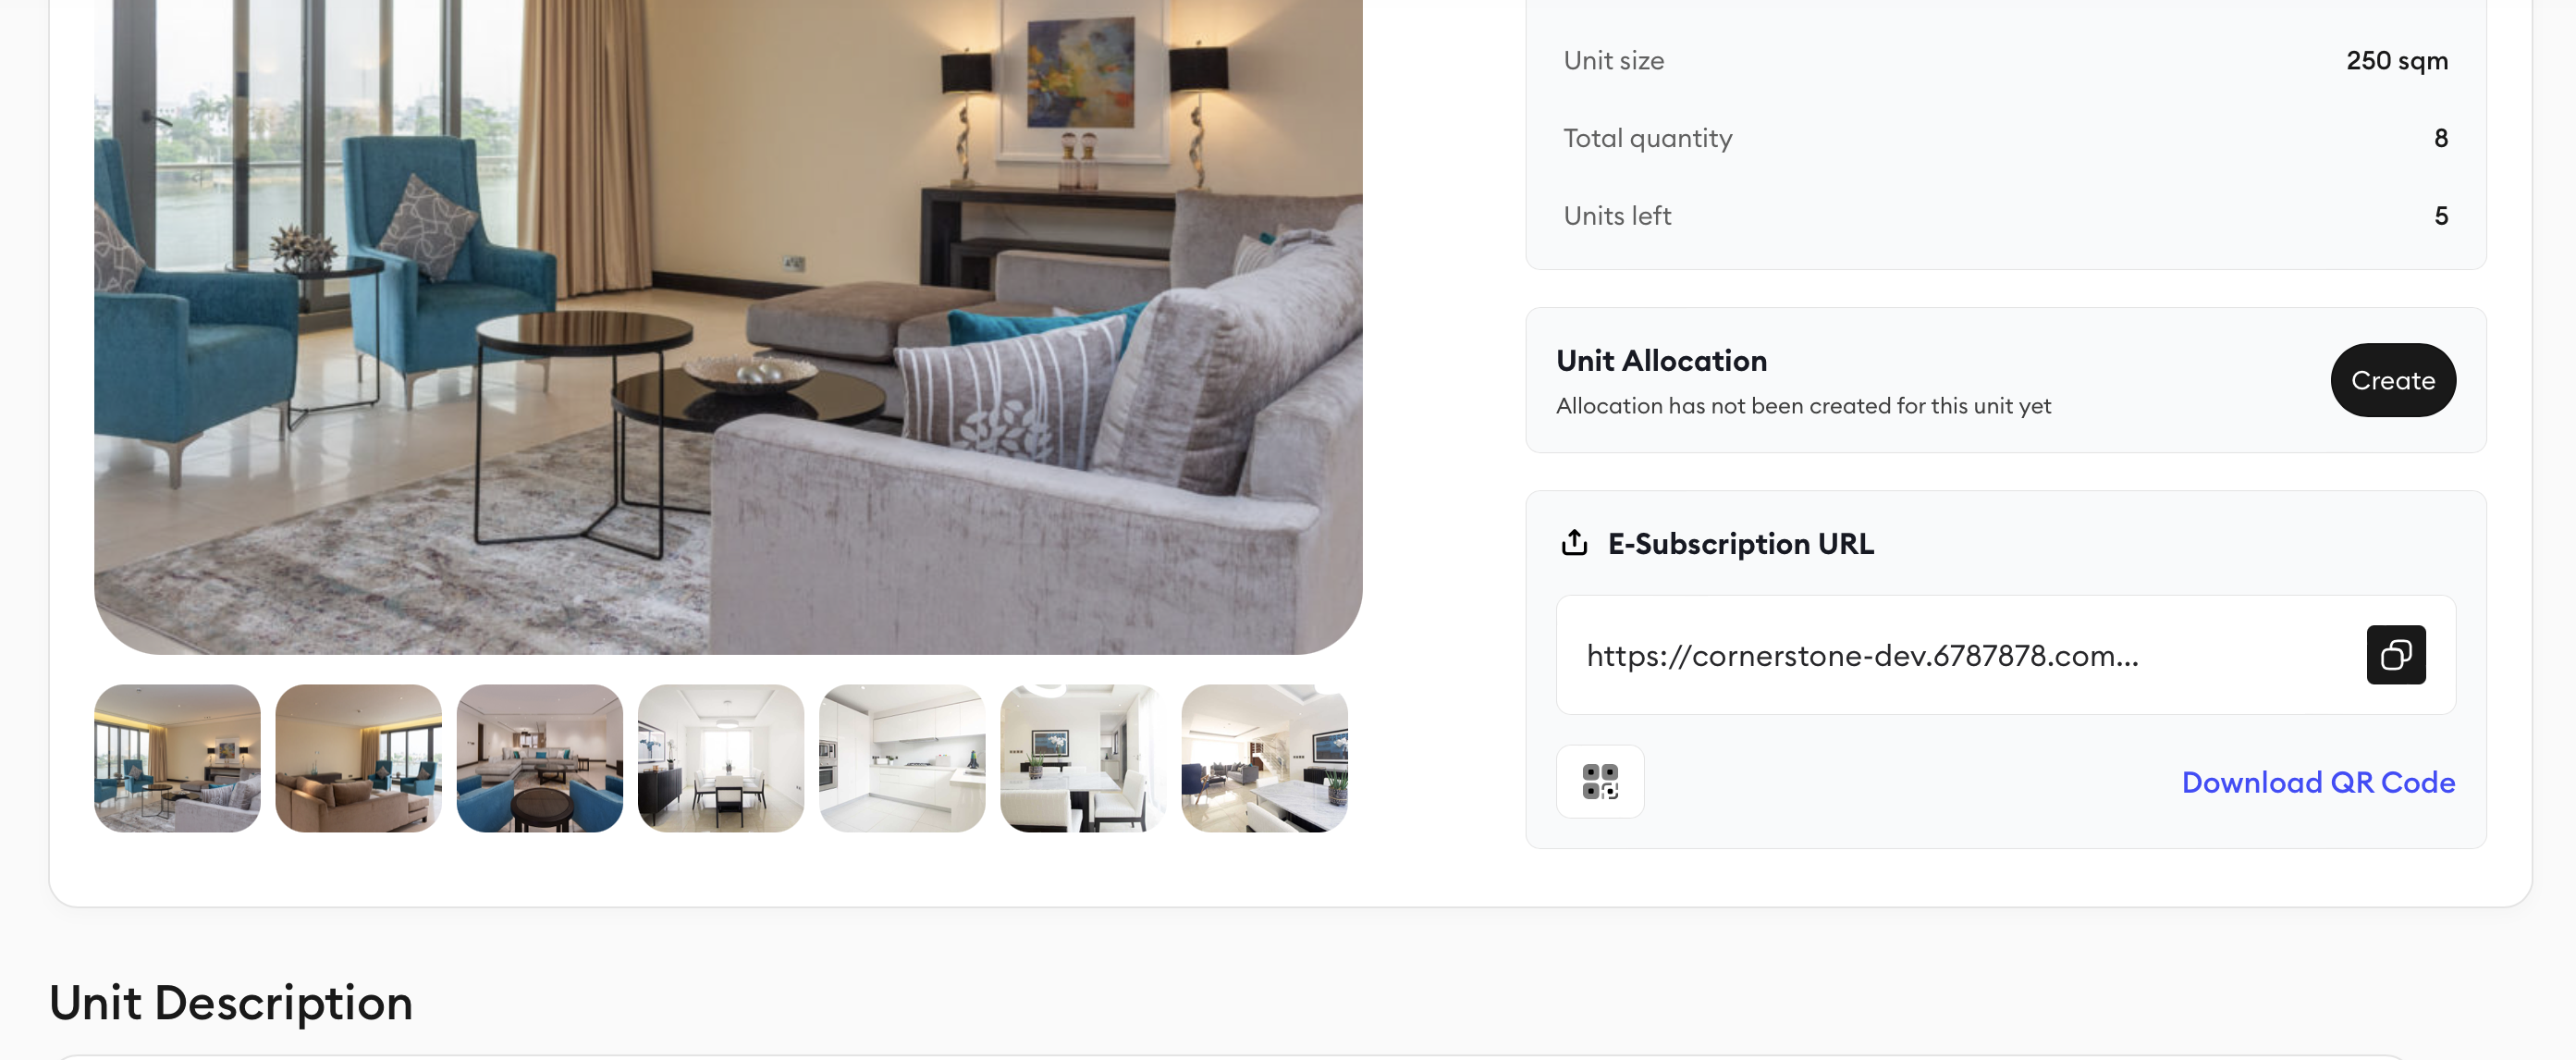 Unit size
250 sqm
Total quantity
8
Units left
5
Unit Allocation
Allocation has not been created for this unit yet
Create
E-Subscription URL
https://cornerstone-dev.6787878.com...
Download QR Code
Unit Description